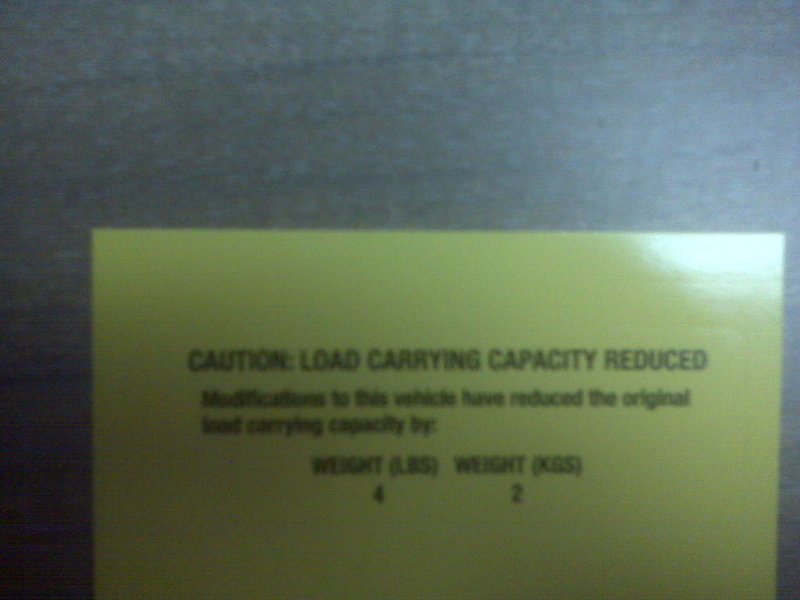 CAUTION: LOAD CARRYING CAPACITY REDUCED
Modifications to this vehicle have reduced the original
load carrying capacity by:
WEIGHT (LBS) WEIGHT (KGS)
4 2